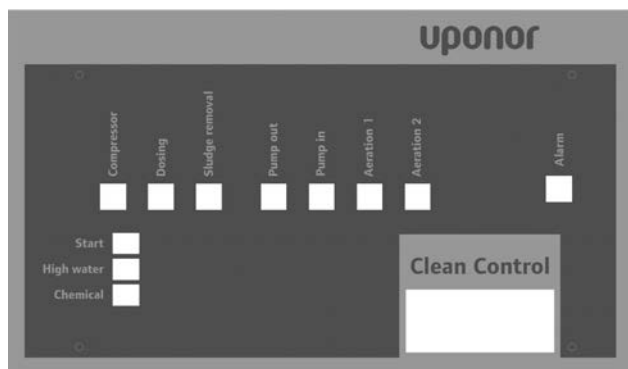 uponor
Compressor
Dosing
Sludge removal
Pump out
Pump in
Aeration 1
Aeration 2
Alarm
Start
High water
Chemical
Clean Control